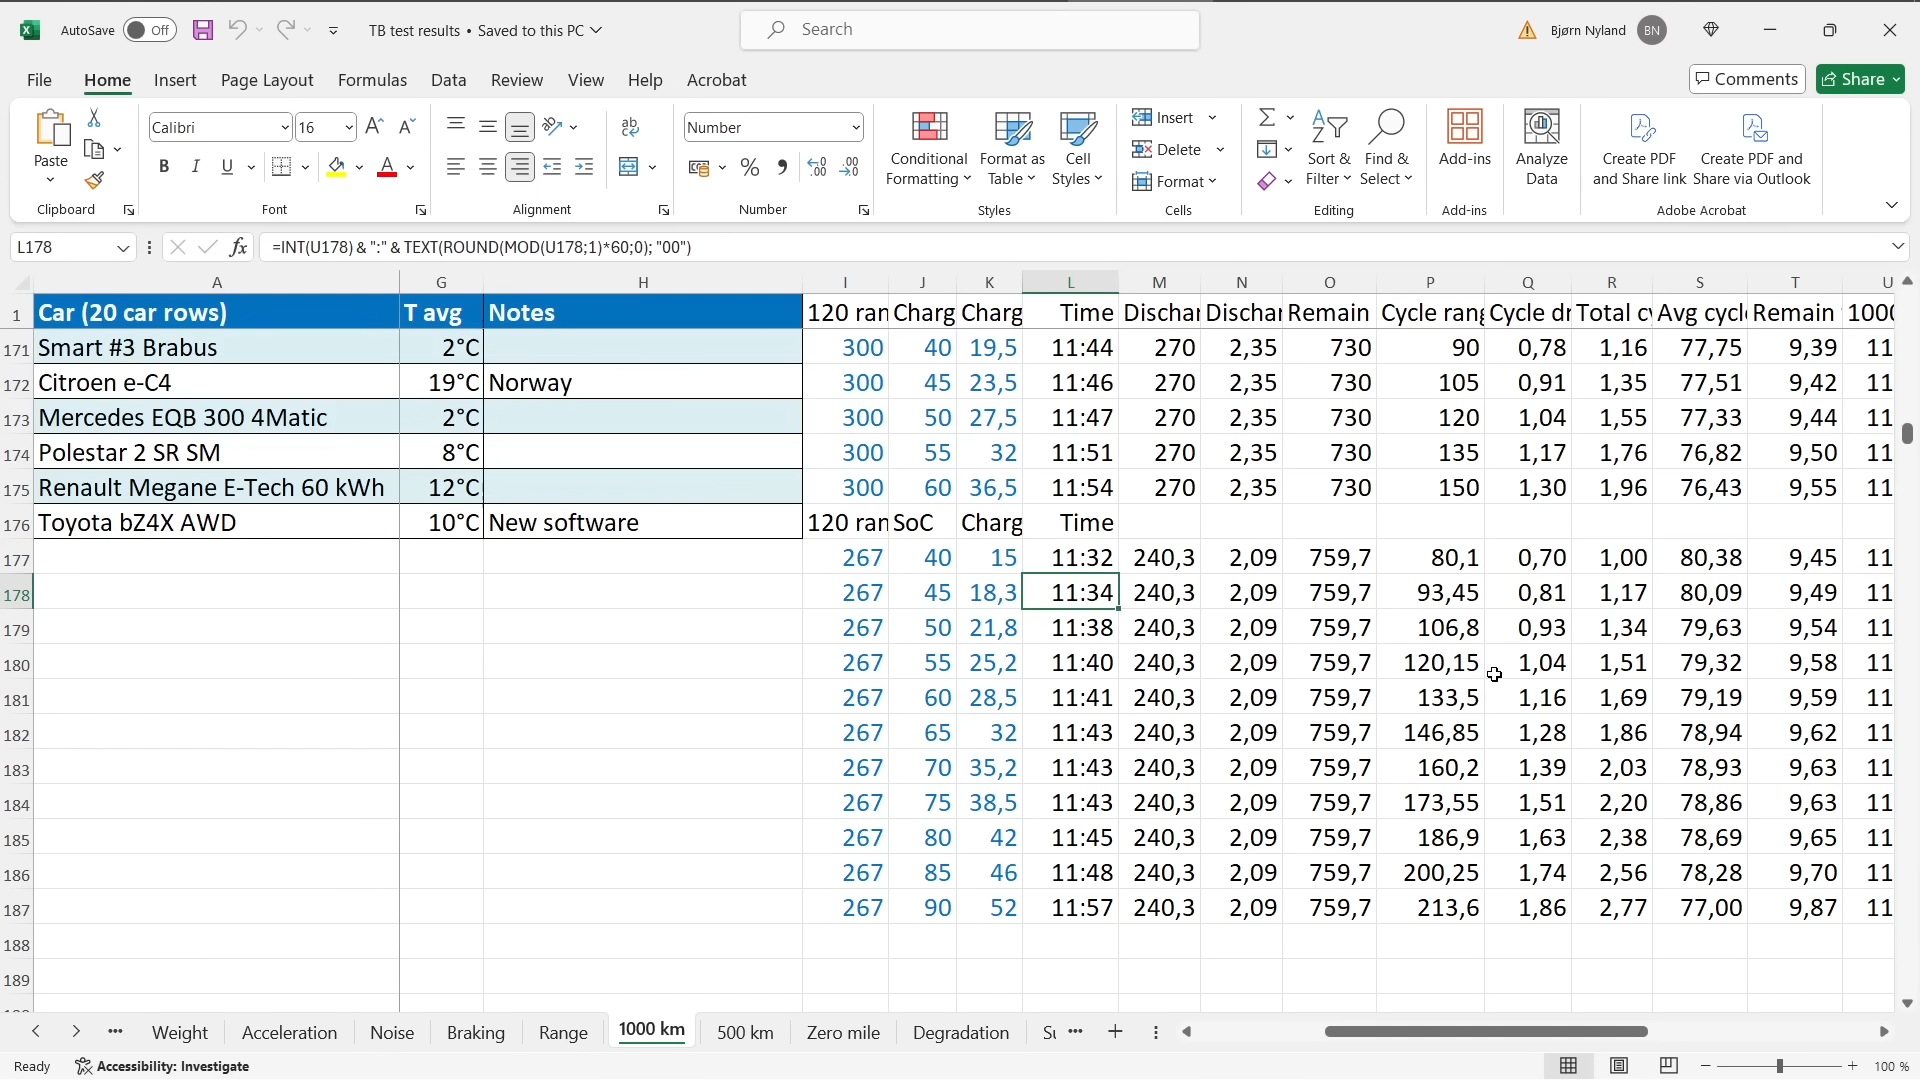 AutoSave Off TB test results • Saved to this PC Search Bjørn Nyland BN
File Home Insert Page Layout Formulas Data Review View Help Acrobat Comments Share
Paste Calibri 16 Number Conditional Formatting Format as Table Cell Styles Insert Delete Format Sort & Filter Find & Select Add-ins Analyze Data Create PDF and Share link Create PDF and Share via Outlook
Clipboard Font Alignment Number Styles Cells Editing Add-ins Adobe Acrobat
L178 fx =INT(U178) & ":" & TEXT(ROUND(MOD(U178;1)*60;0); "00")
A G H I J K L M N O P Q R S T U
1 Car (20 car rows) T avg Notes 120 ran Charg Charg Time Dischar Dischar Remain Cycle rang Cycle dr Total cy Avg cycl Remain 1000
171 Smart #3 Brabus 2°C 300 40 19,5 11:44 270 2,35 730 90 0,78 1,16 77,75 9,39 11
172 Citroen e-C4 19°C Norway 300 45 23,5 11:46 270 2,35 730 105 0,91 1,35 77,51 9,42 11
173 Mercedes EQB 300 4Matic 2°C 300 50 27,5 11:47 270 2,35 730 120 1,04 1,55 77,33 9,44 11
174 Polestar 2 SR SM 8°C 300 55 32 11:51 270 2,35 730 135 1,17 1,76 76,82 9,50 11
175 Renault Megane E-Tech 60 kWh 12°C 300 60 36,5 11:54 270 2,35 730 150 1,30 1,96 76,43 9,55 11
176 Toyota bZ4X AWD 10°C New software 120 ran SoC Charg Time
177 267 40 15 11:32 240,3 2,09 759,7 80,1 0,70 1,00 80,38 9,45 11
178 267 45 18,3 11:34 240,3 2,09 759,7 93,45 0,81 1,17 80,09 9,49 11
179 267 50 21,8 11:38 240,3 2,09 759,7 106,8 0,93 1,34 79,63 9,54 11
180 267 55 25,2 11:40 240,3 2,09 759,7 120,15 1,04 1,51 79,32 9,58 11
181 267 60 28,5 11:41 240,3 2,09 759,7 133,5 1,16 1,69 79,19 9,59 11
182 267 65 32 11:43 240,3 2,09 759,7 146,85 1,28 1,86 78,94 9,62 11
183 267 70 35,2 11:43 240,3 2,09 759,7 160,2 1,39 2,03 78,93 9,63 11
184 267 75 38,5 11:43 240,3 2,09 759,7 173,55 1,51 2,20 78,86 9,63 11
185 267 80 42 11:45 240,3 2,09 759,7 186,9 1,63 2,38 78,69 9,65 11
186 267 85 46 11:48 240,3 2,09 759,7 200,25 1,74 2,56 78,28 9,70 11
187 267 90 52 11:57 240,3 2,09 759,7 213,6 1,86 2,77 77,00 9,87 11
188
189
Weight Acceleration Noise Braking Range 1000 km 500 km Zero mile Degradation
Ready Accessibility: Investigate 100 %